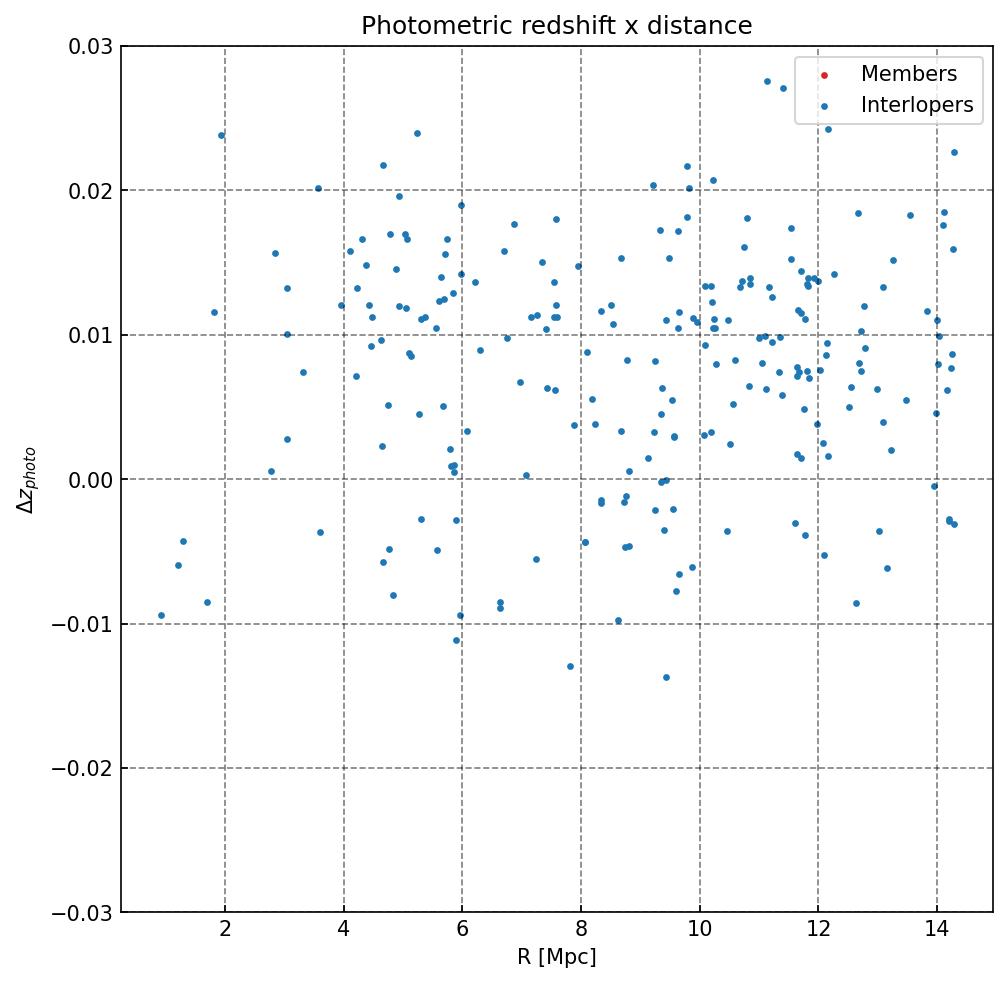 Photometric redshift x distance
Members
Interlopers
0.03
0.02
0.01
0.00
−0.01
−0.02
−0.03
Δz_photo
2 4 6 8 10 12 14
R [Mpc]